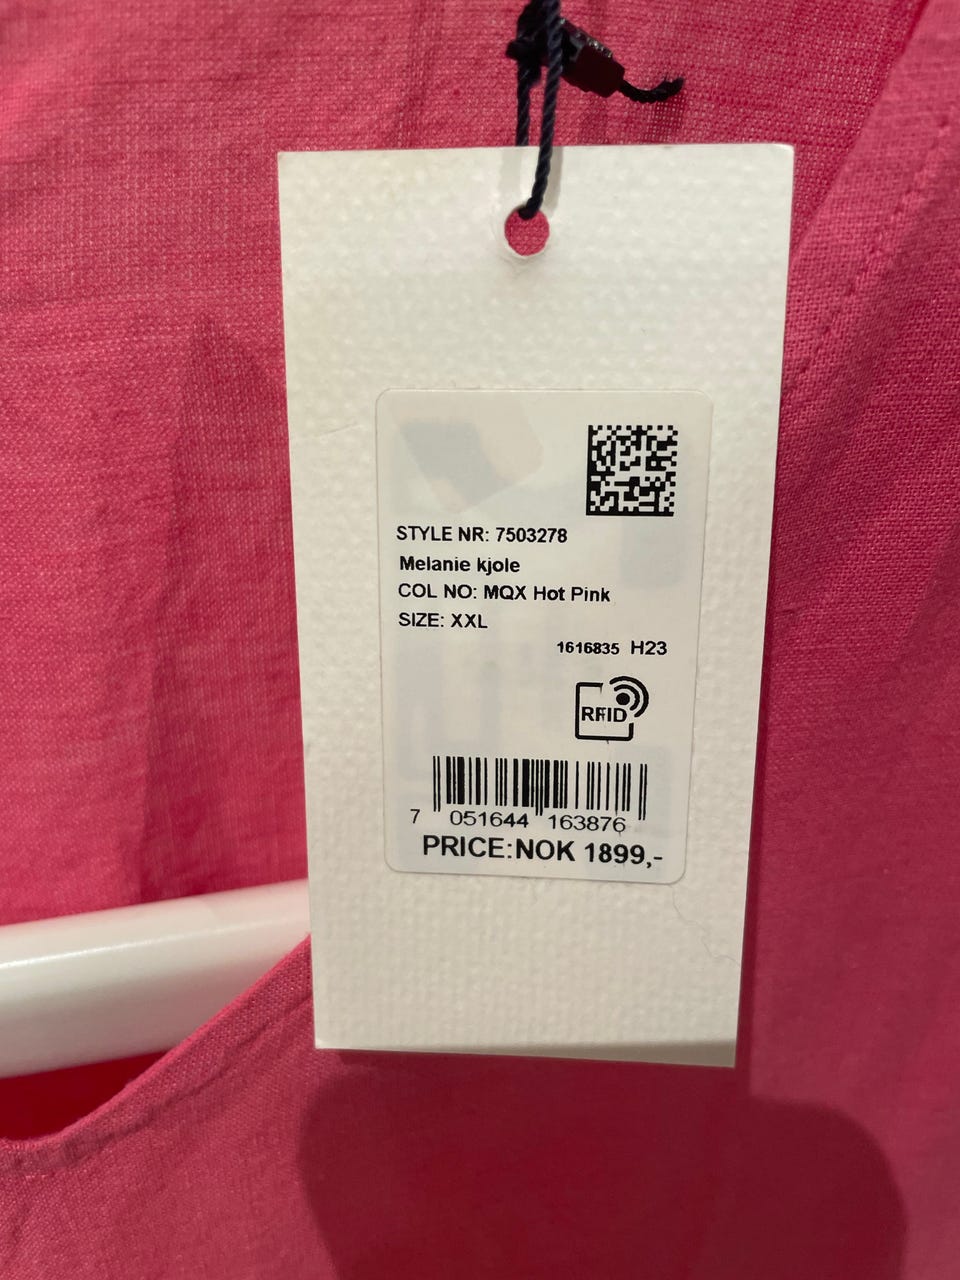 STYLE NR: 7503278
Melanie kjole
COL NO: MQX Hot Pink
SIZE: XXL
1616835 H23
RFID
7 051644 163876
PRICE:NOK 1899,-